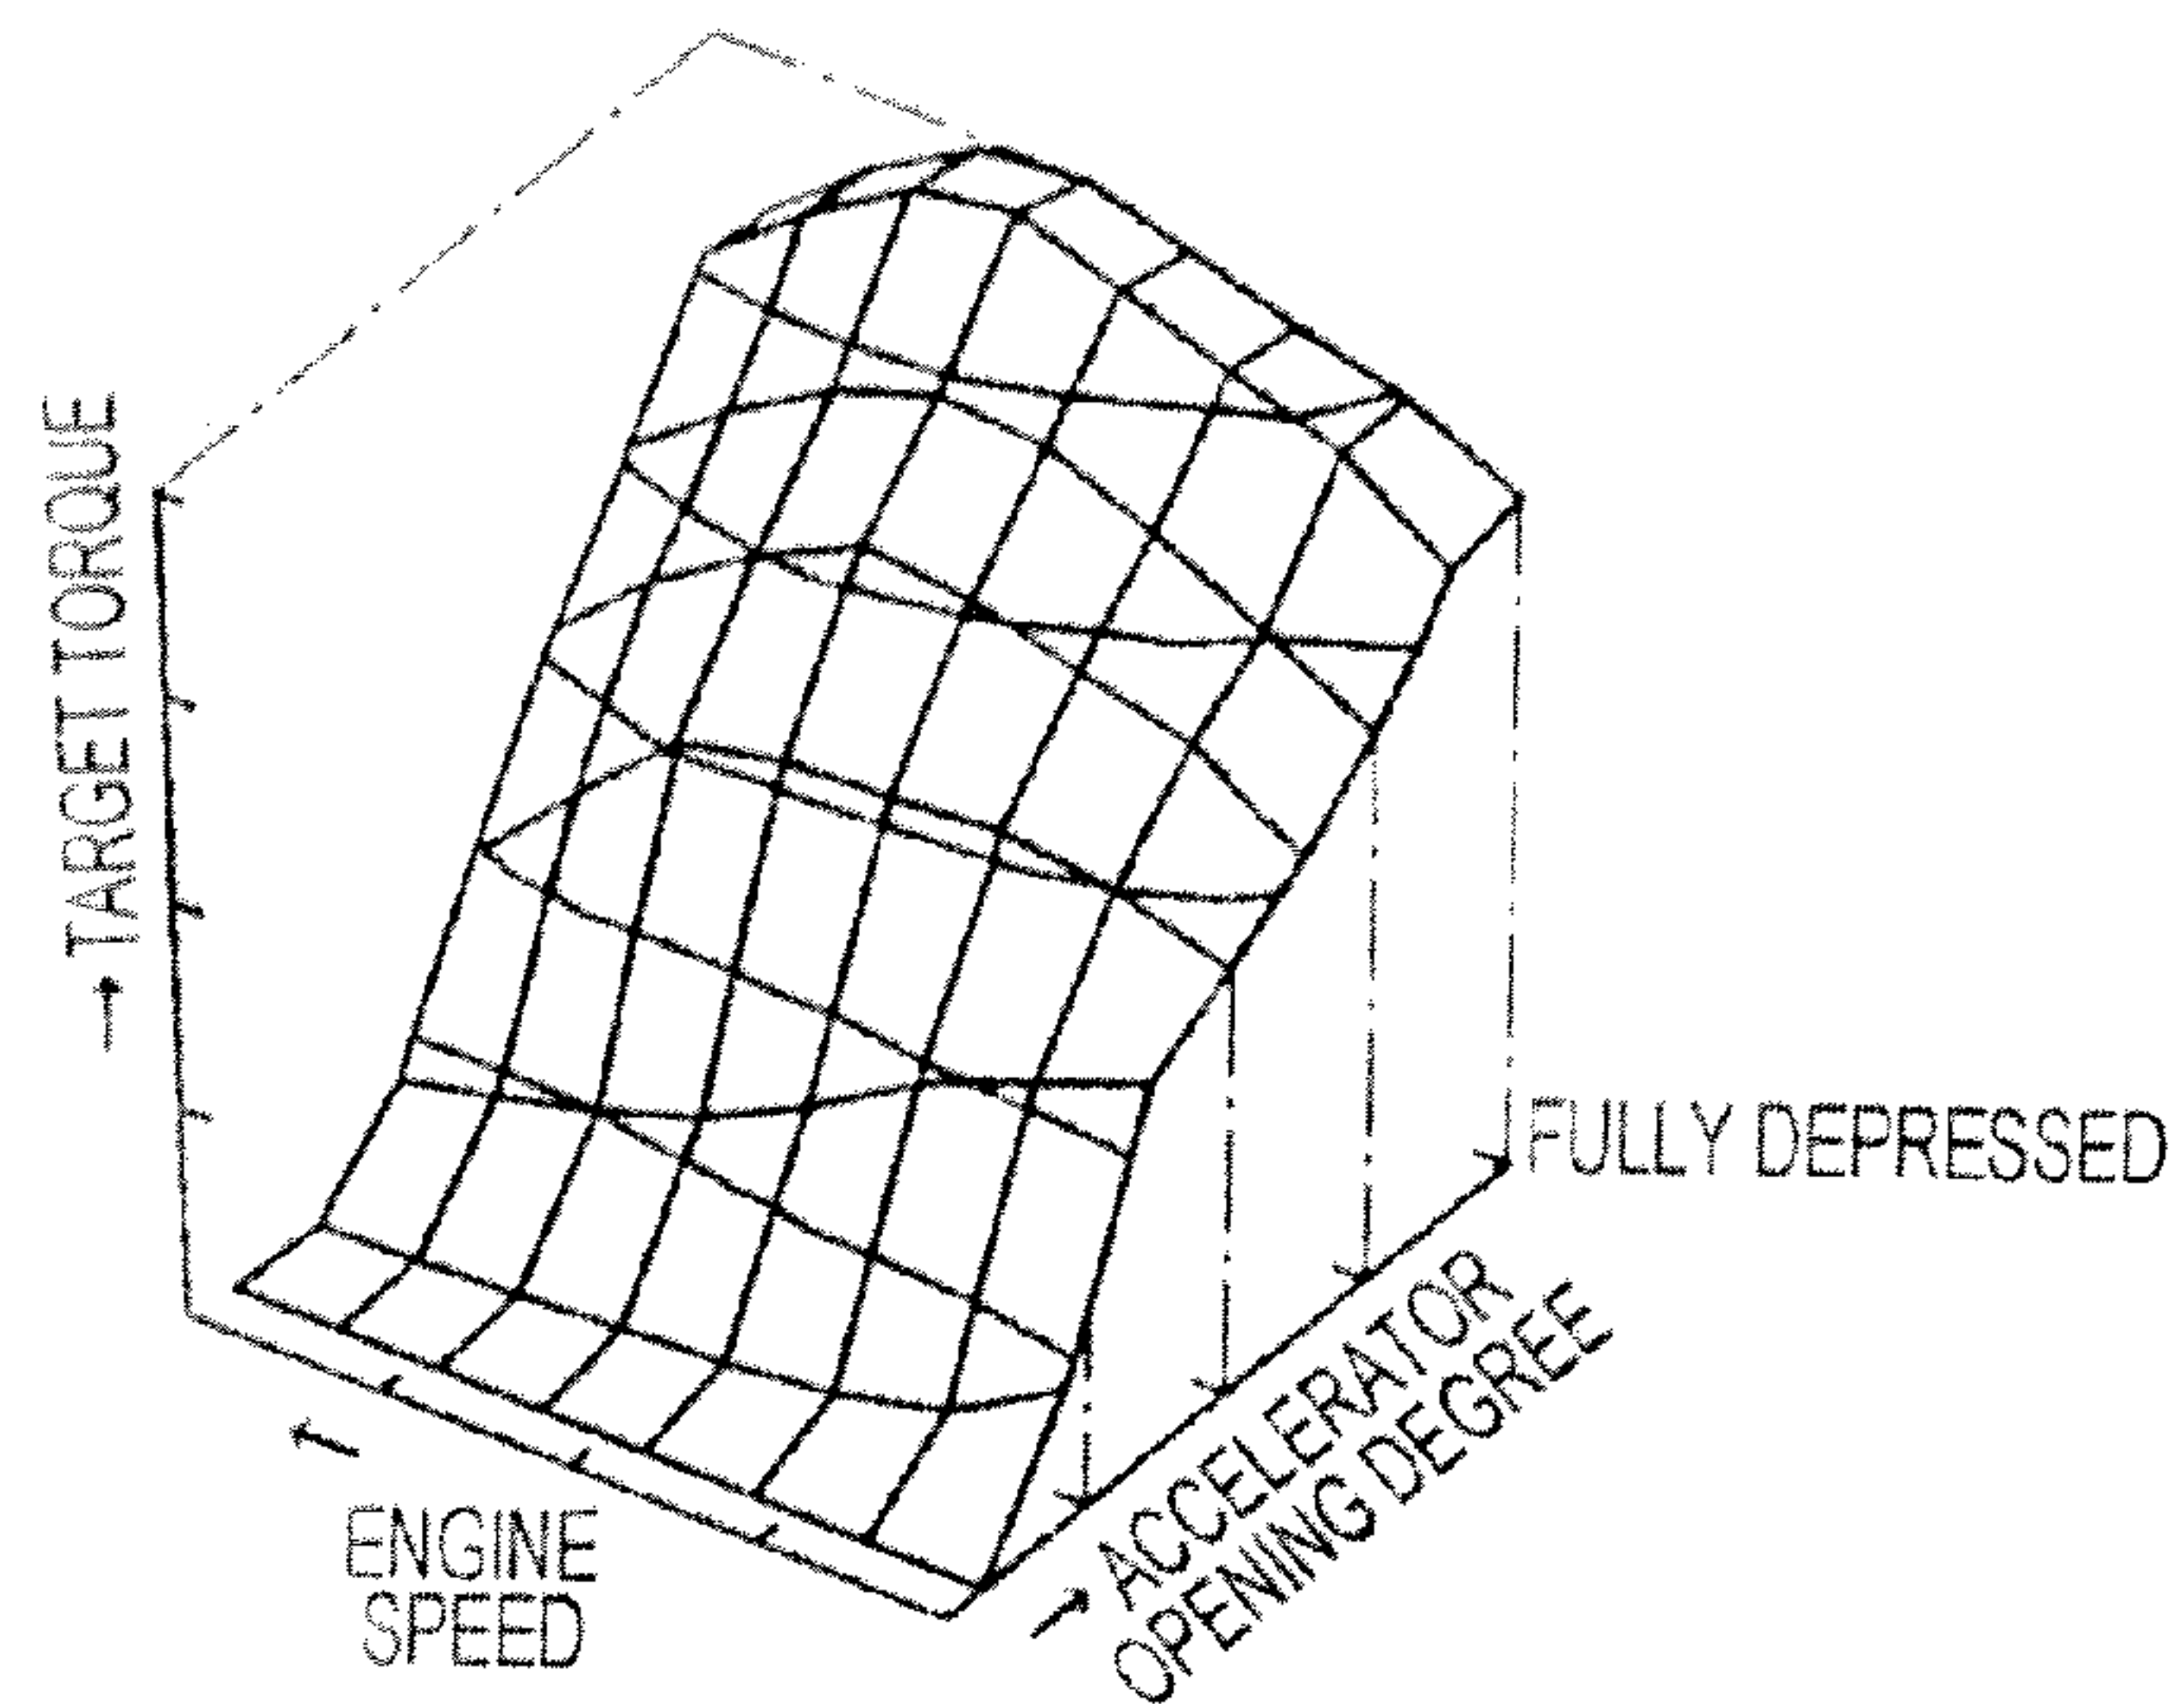 → TARGET TORQUE
FULLY DEPRESSED
ENGINE
SPEED
ACCELERATOR
OPENING DEGREE